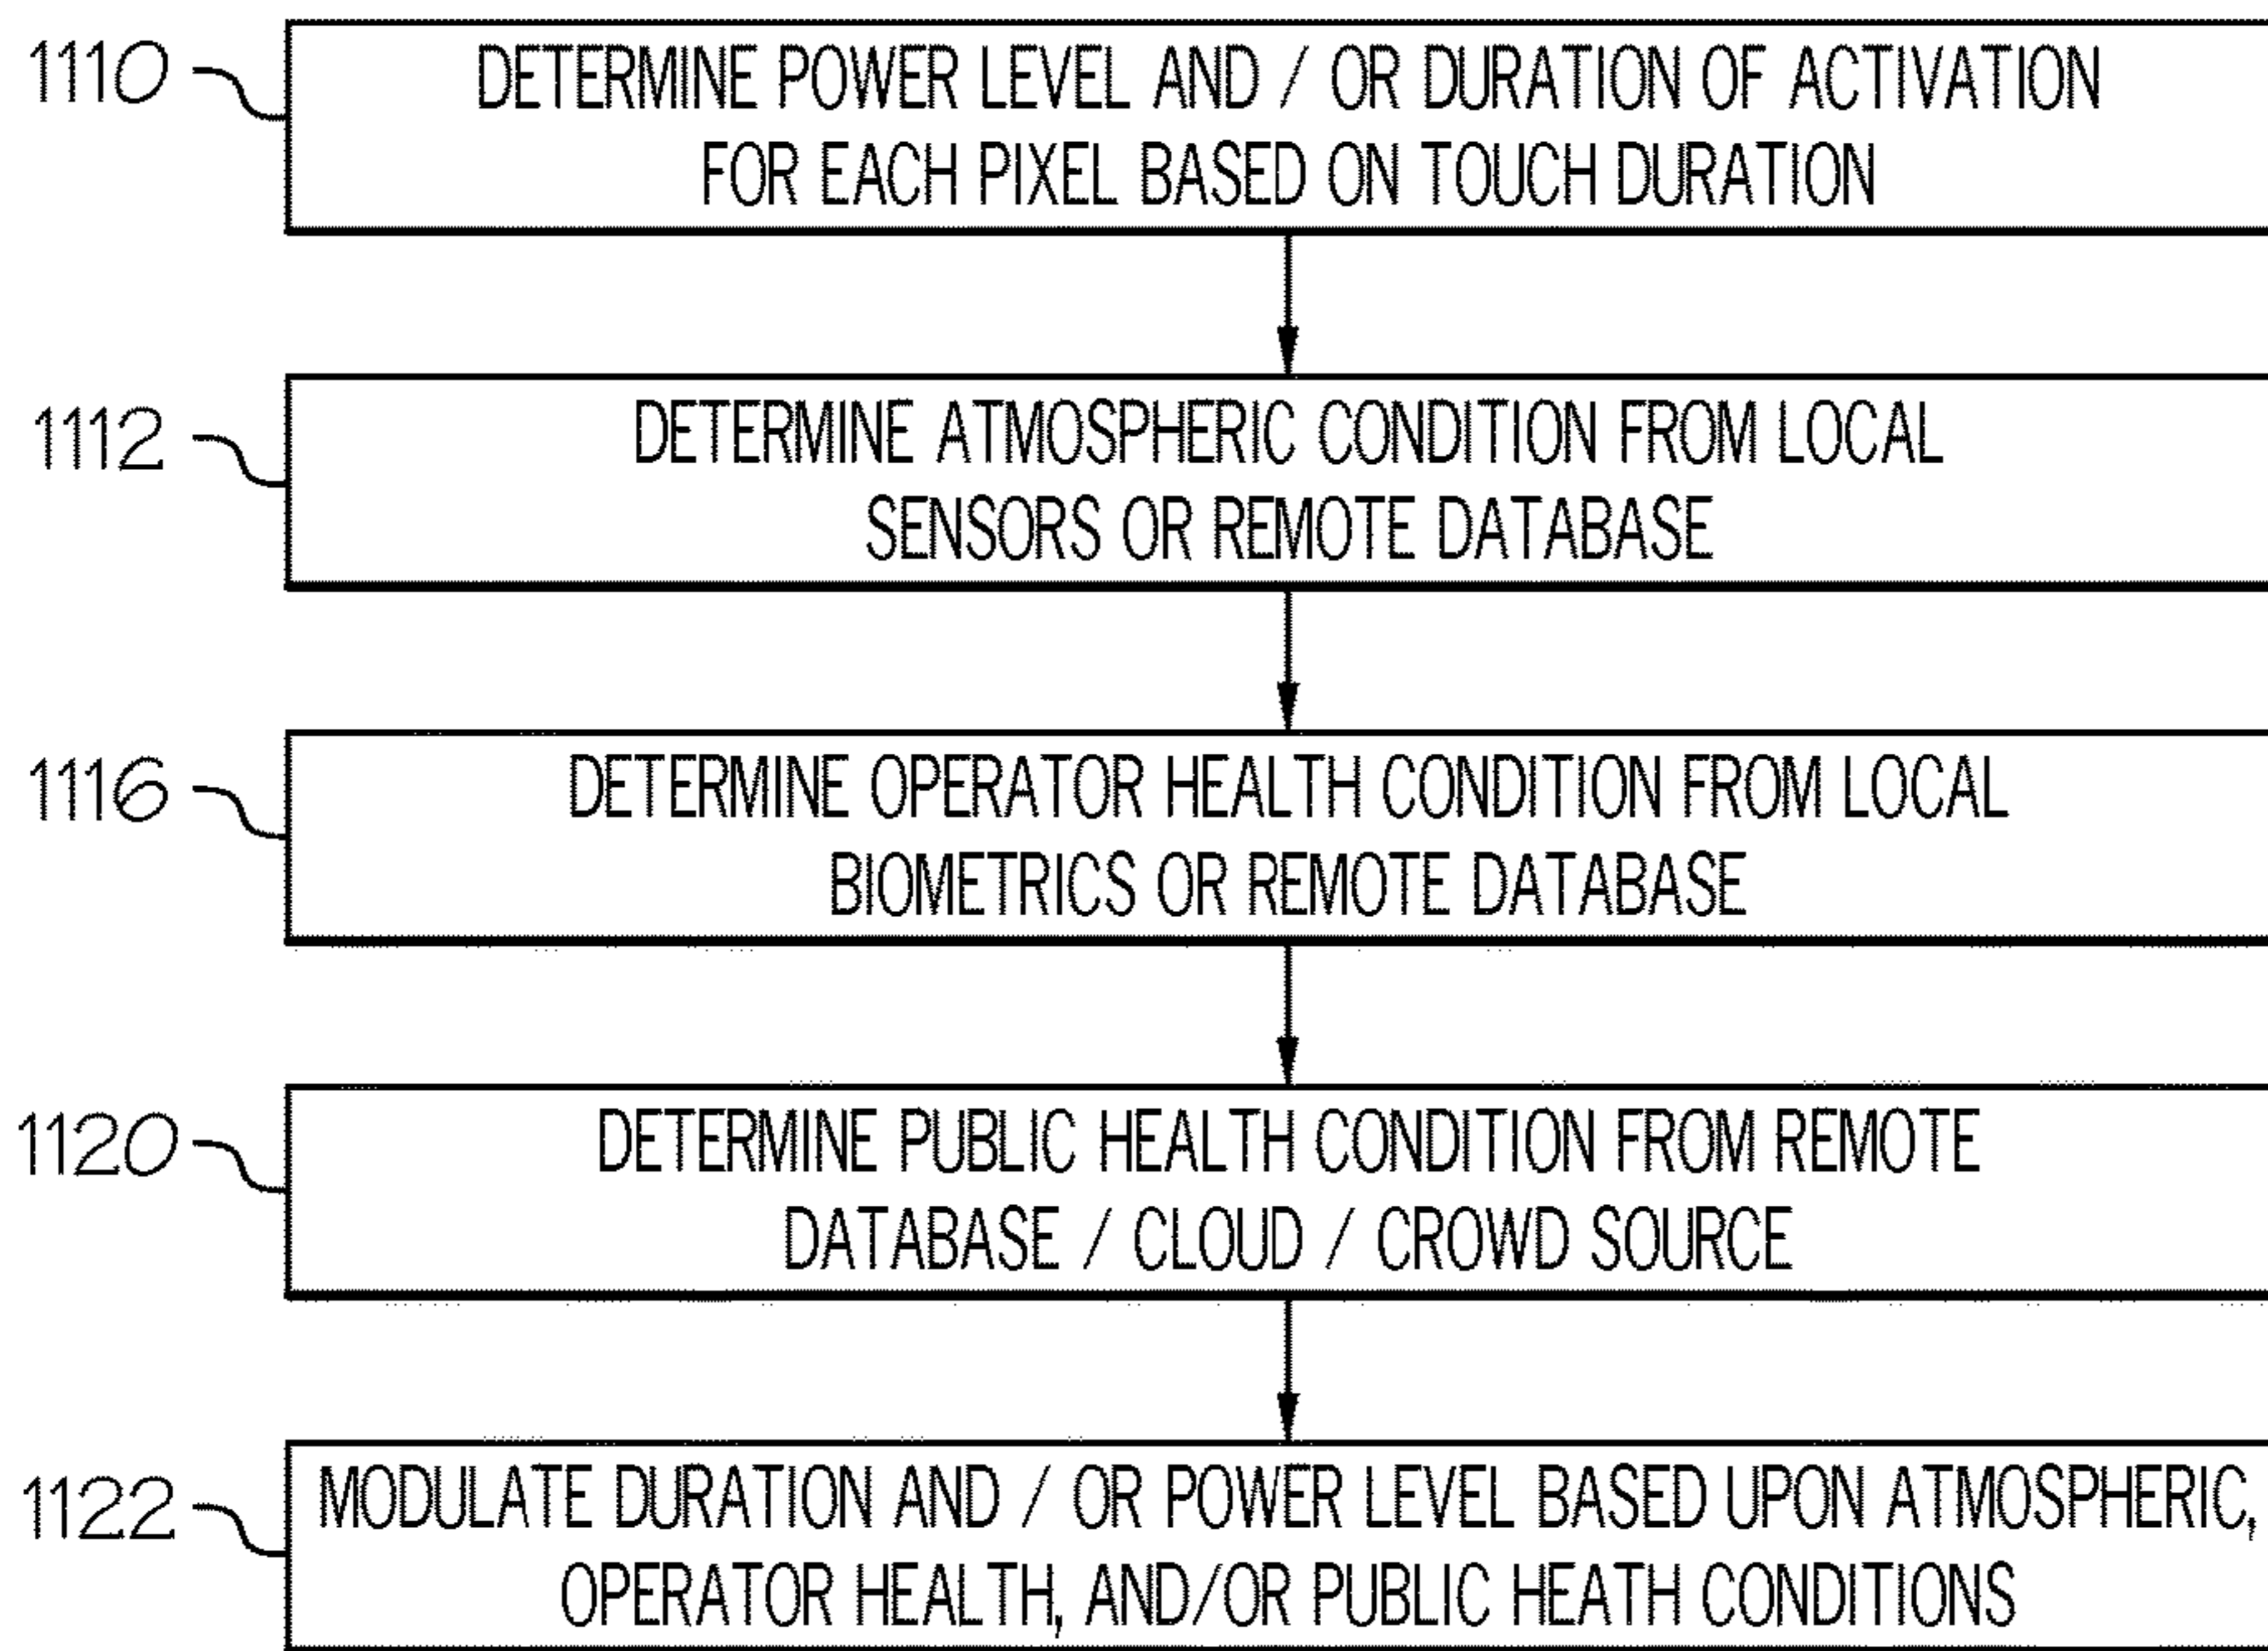 1110
DETERMINE POWER LEVEL AND / OR DURATION OF ACTIVATION
FOR EACH PIXEL BASED ON TOUCH DURATION
1112
DETERMINE ATMOSPHERIC CONDITION FROM LOCAL
SENSORS OR REMOTE DATABASE
1116
DETERMINE OPERATOR HEALTH CONDITION FROM LOCAL
BIOMETRICS OR REMOTE DATABASE
1120
DETERMINE PUBLIC HEALTH CONDITION FROM REMOTE
DATABASE / CLOUD / CROWD SOURCE
1122
MODULATE DURATION AND / OR POWER LEVEL BASED UPON ATMOSPHERIC,
OPERATOR HEALTH, AND/OR PUBLIC HEATH CONDITIONS